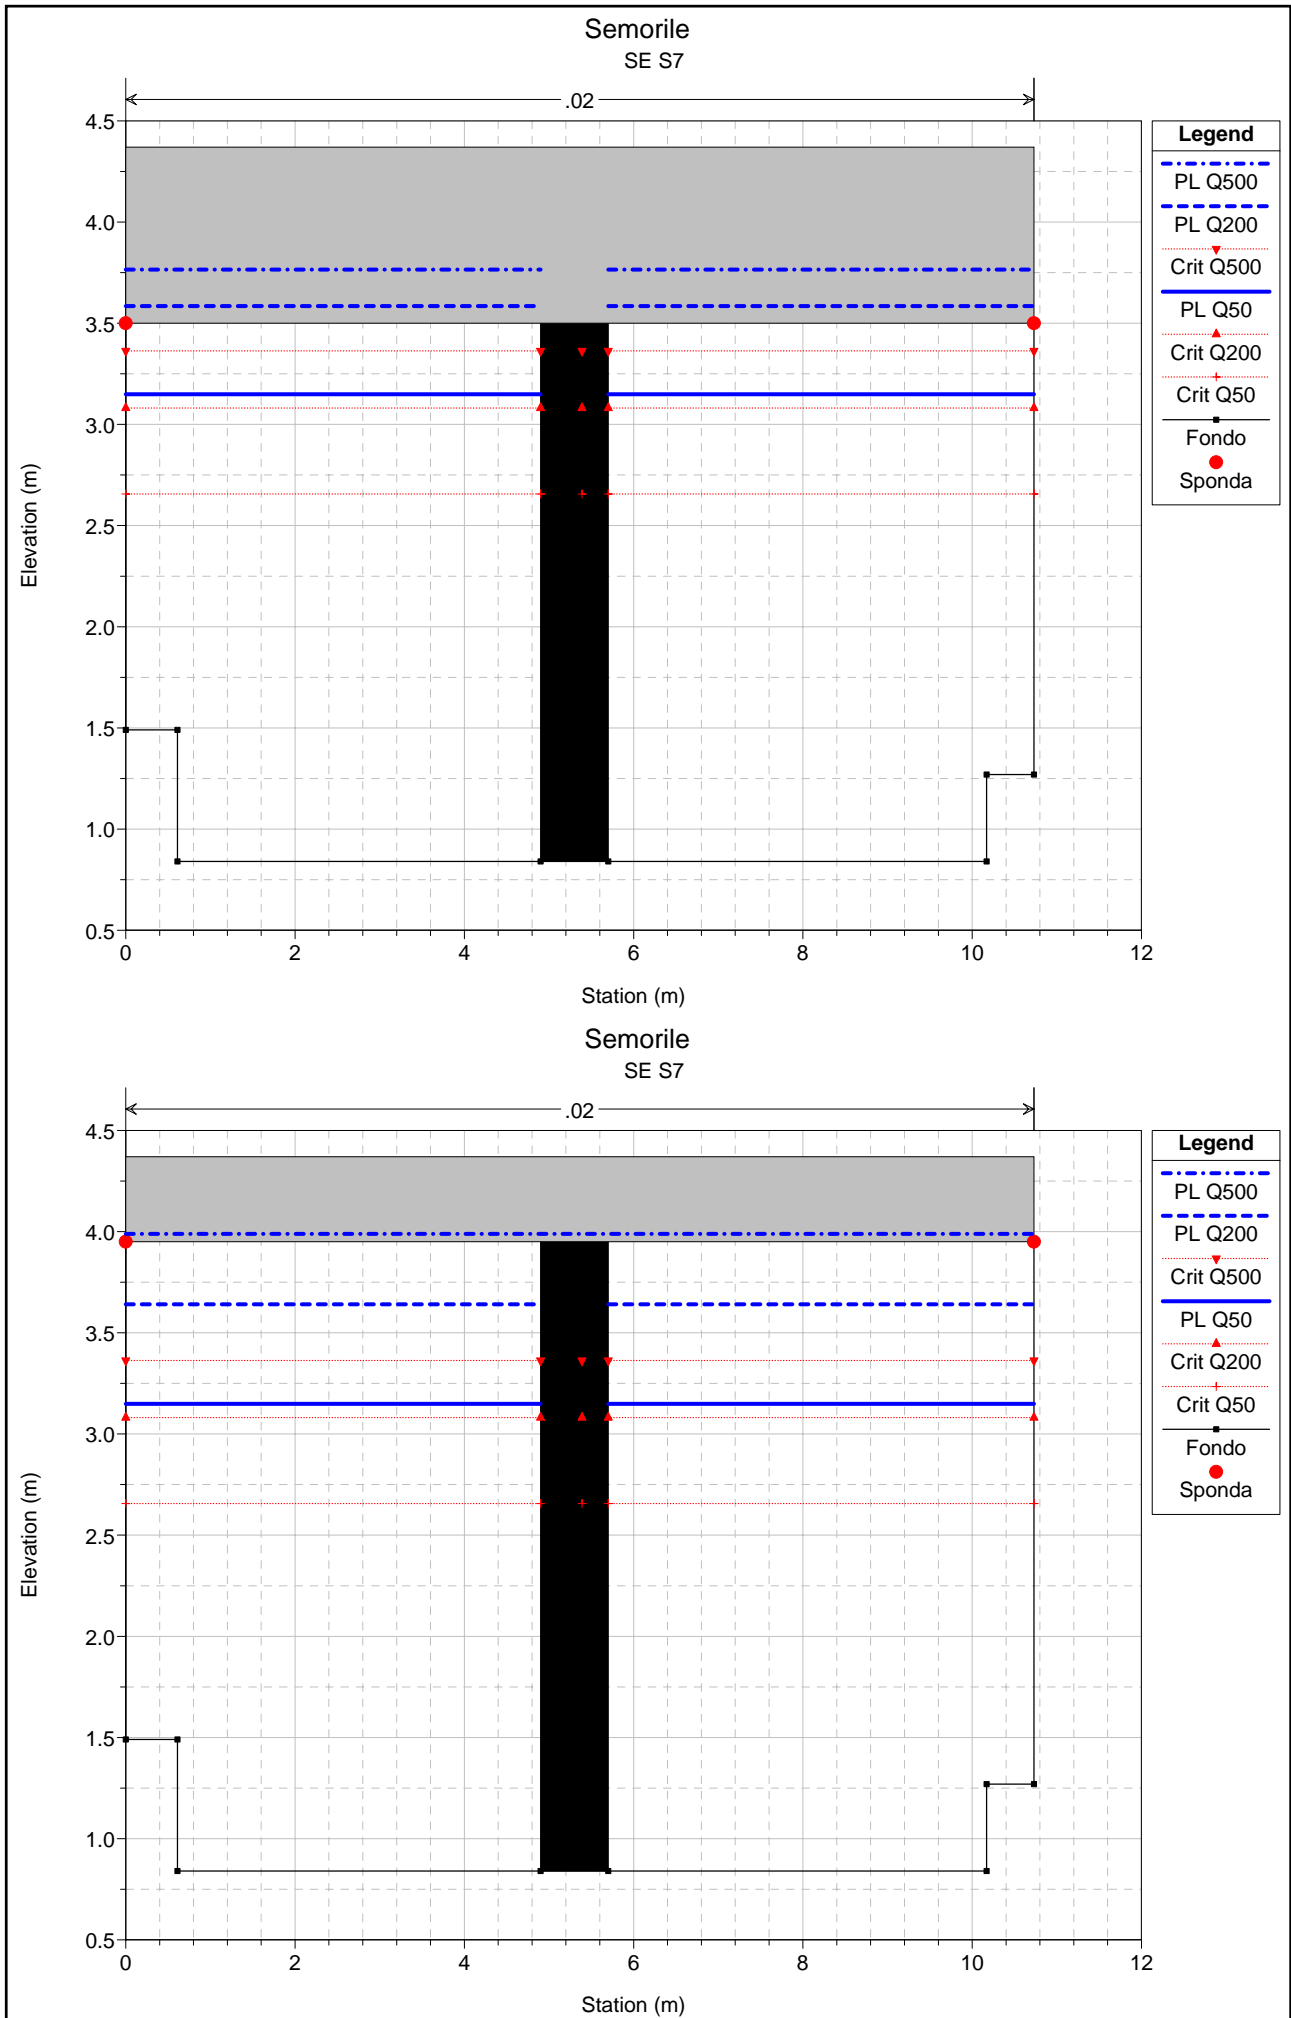 Semorile
SE S7
.02
4.5
4.0
3.5
3.0
2.5
2.0
1.5
1.0
0.5
Elevation (m)
0 2 4 6 8 10 12
Station (m)
Legend
PL Q500
PL Q200
Crit Q500
PL Q50
Crit Q200
Crit Q50
Fondo
Sponda
Semorile
SE S7
.02
4.5
4.0
3.5
3.0
2.5
2.0
1.5
1.0
0.5
Elevation (m)
0 2 4 6 8 10 12
Station (m)
Legend
PL Q500
PL Q200
Crit Q500
PL Q50
Crit Q200
Crit Q50
Fondo
Sponda